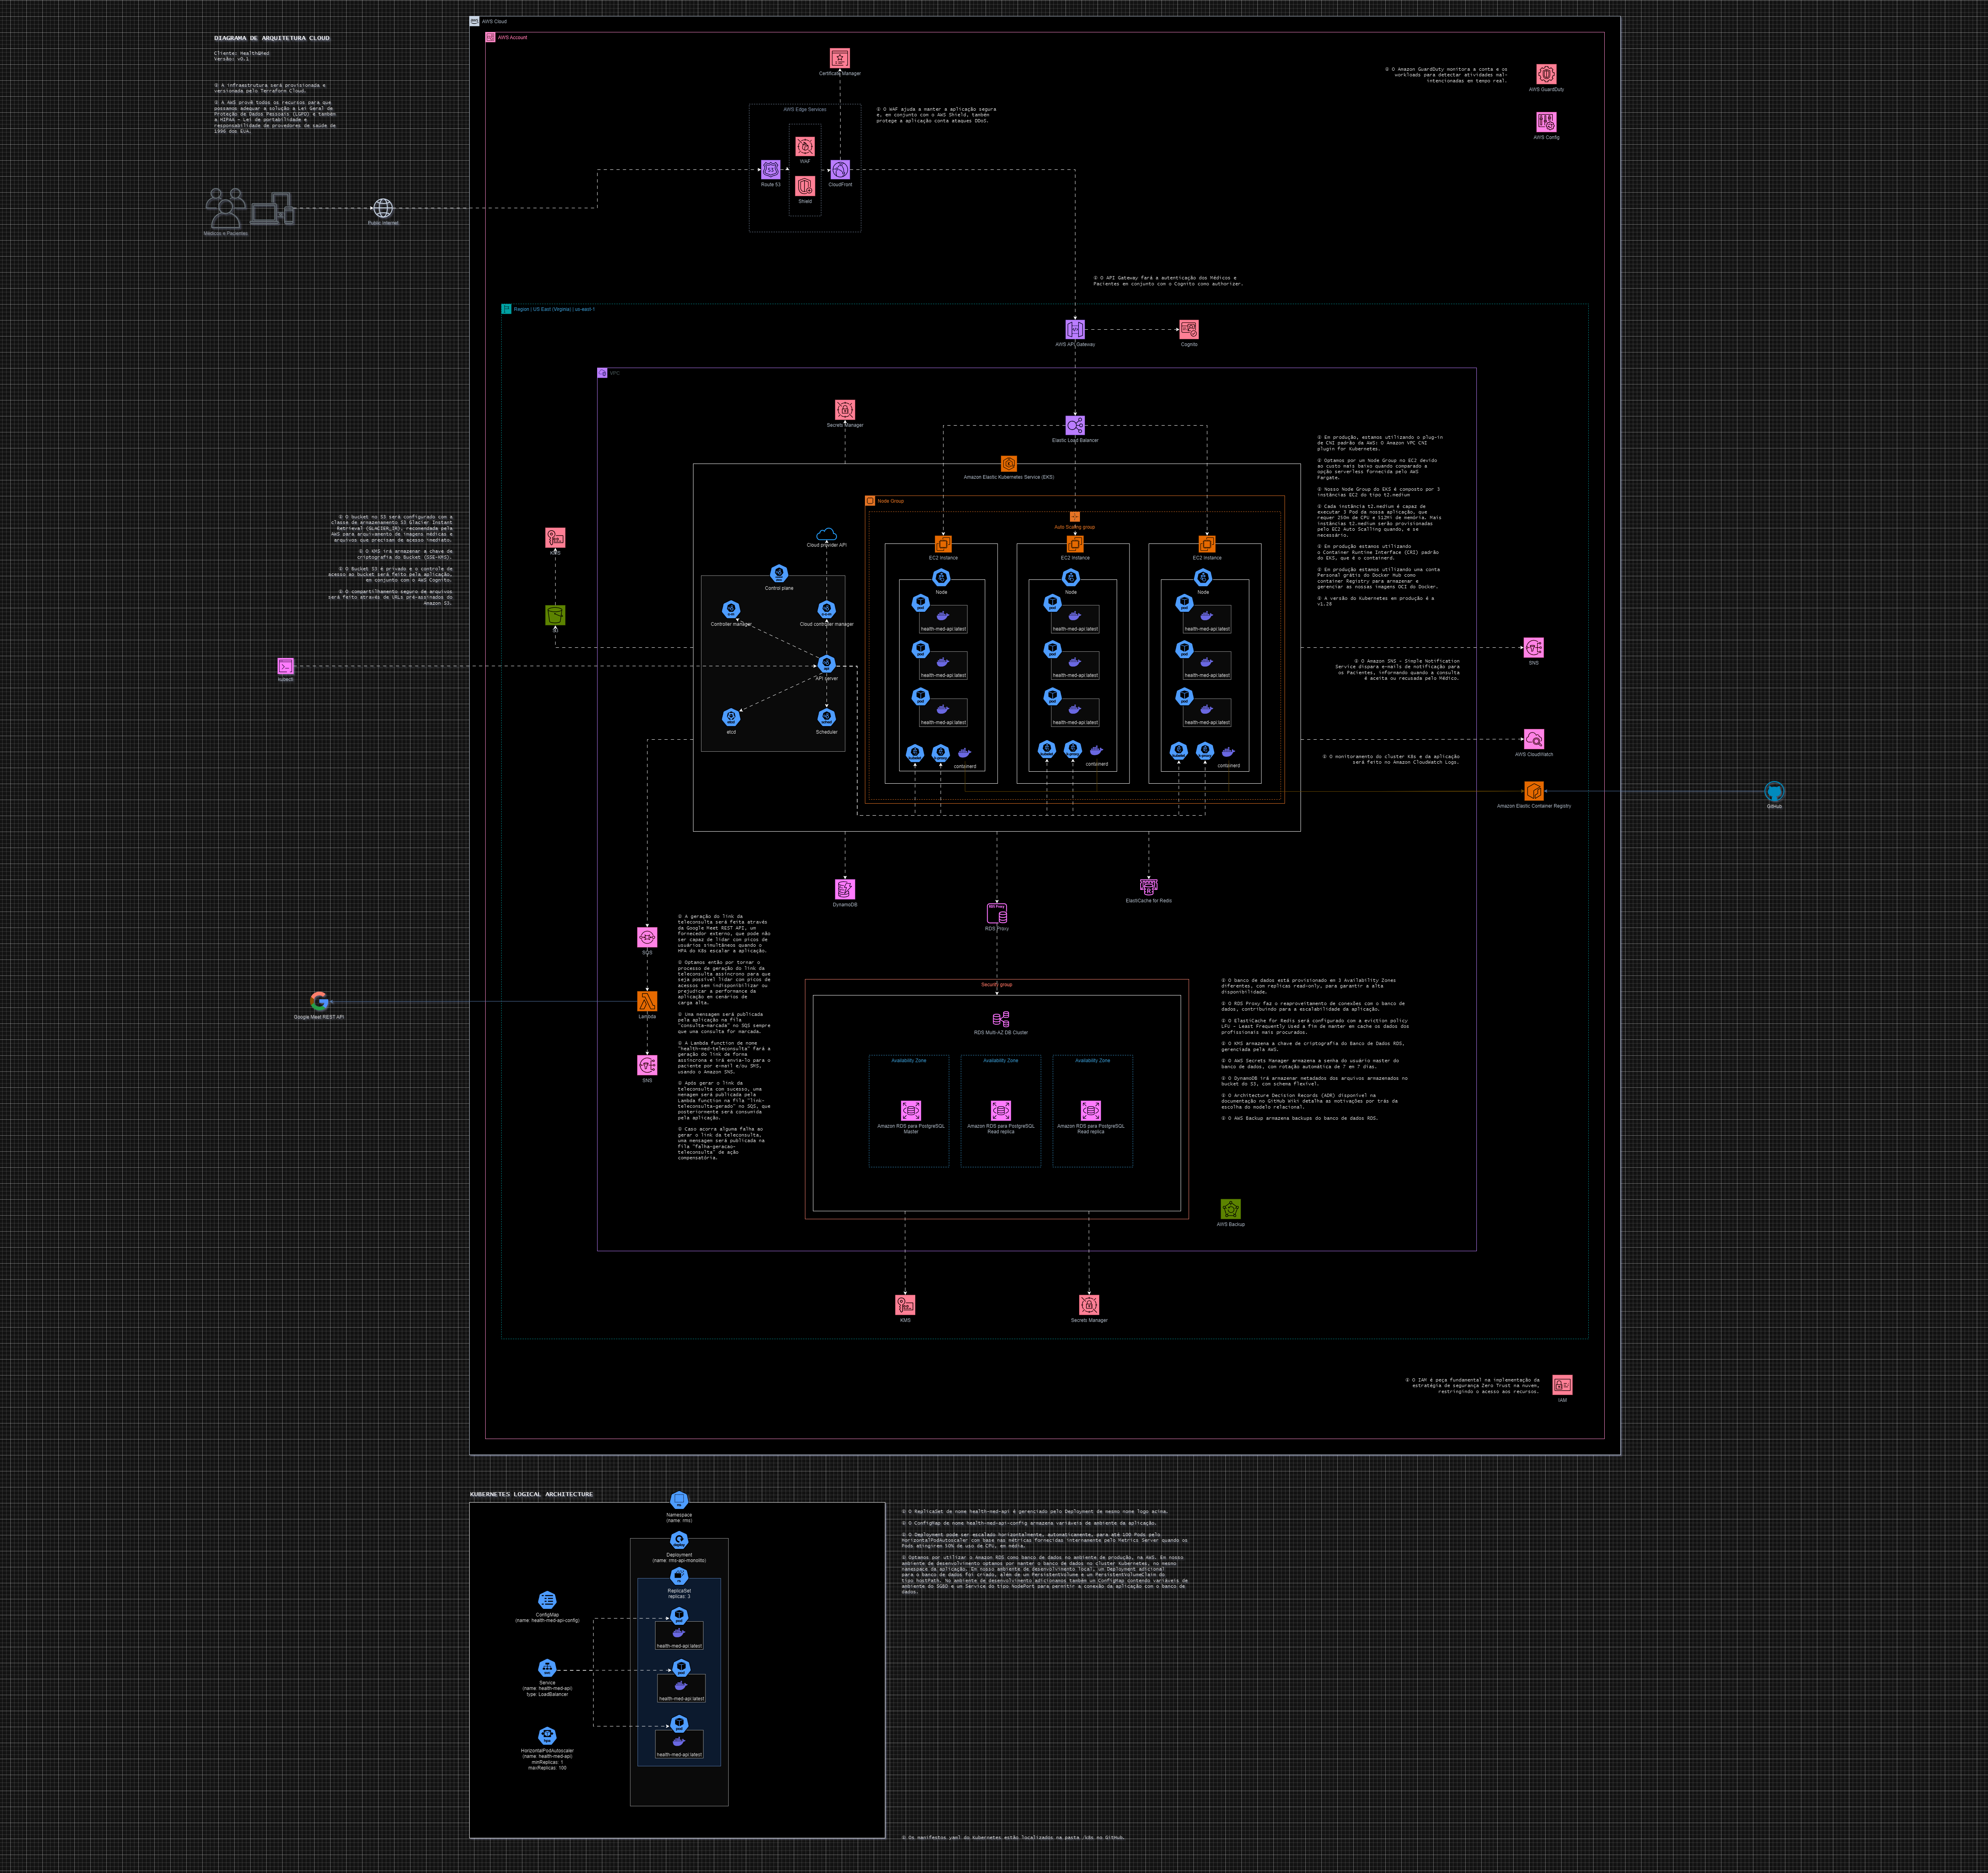 AWS Cloud
AWS Account
DIAGRAMA DE ARQUITETURA CLOUD
Cliente: Health&Med
Versão: v0.1
① A infraestrutura será provisionada e
versionada pelo Terraform Cloud.
② A AWS provê todos os recursos para que
possamos adequar a solução a Lei Geral de
Proteção de Dados Pessoais (LGPD) e também
a HIPAA - Lei de portabilidade e
responsabilidade de provedores de saúde de
1996 dos EUA.
Médicos e Pacientes
Public Internet
Certificate Manager
AWS Edge Services
WAF
Route 53
CloudFront
Shield
O WAF ajuda a manter a aplicação segura
e, em conjunto com o AWS Shield, também
protege a aplicação conta ataques DDoS.
O Amazon GuardDuty monitora a conta e os
workloads para detectar atividades mal-
intencionadas em tempo real.
AWS GuardDuty
AWS Config
O API Gateway fará a autenticação dos Médicos e
Pacientes em conjunto com o Cognito como authorizer.
Region | US East (Virginia) | us-east-1
AWS API Gateway
Cognito
VPC
Secrets Manager
Elastic Load Balancer
Amazon Elastic Kubernetes Service (EKS)
Node Group
Auto Scaling group
Em produção, estamos utilizando o plug-in
de CNI padrão da AWS: O Amazon VPC CNI
plugin for Kubernetes.
Optamos por um Node Group no EC2 devido
ao custo mais baixo quando comparado a
opção serverless fornecida pelo AWS
Fargate.
Nosso Node Group do EKS é composto por 3
instâncias EC2 do tipo t2.medium
Cada instância t2.medium é capaz de
executar 3 Pod da nossa aplicação, que
requer 250m de CPU e 512Mi de memória. Mais
instâncias t2.medium serão provisionadas
pelo EC2 Auto Scalling quando, e se
necessário.
Em produção estamos utilizando
o Container Runtime Interface (CRI) padrão
do EKS, que é o containerd.
Em produção estamos utilizando uma conta
Personal grátis do Docker Hub como
container Registry para armazenar e
gerenciar as nossas imagens OCI do Docker.
A versão do Kubernetes em produção é a
v1.28
O bucket no S3 será configurado com a
classe de armazenamento S3 Glacier Instant
Retrieval (GLACIER_IR), recomendada pela
AWS para arquivamento de imagens médicas e
arquivos que precisam de acesso imediato.
O KMS irá armazenar a chave de
criptografia do Bucket (SSE-KMS).
O Bucket S3 é privado e o controle de
acesso ao bucket será feito pela aplicação,
em conjunto com o AWS Cognito.
O compartilhamento seguro de arquivos
será feito através de URLs pré-assinados do
Amazon S3.
KMS
S3
kubectl
Cloud provider API
Control plane
Controller manager
Cloud controller manager
API server
etcd
Scheduler
EC2 Instance
EC2 Instance
EC2 Instance
Node
Node
Node
health-med-api:latest
health-med-api:latest
health-med-api:latest
health-med-api:latest
health-med-api:latest
health-med-api:latest
health-med-api:latest
health-med-api:latest
health-med-api:latest
containerd
containerd
containerd
SNS
O Amazon SNS - Simple Notification
Service dispara e-mails de notificação para
os Pacientes, informando quando a consulta
é aceita ou recusada pelo Médico.
AWS CloudWatch
O monitoramento do cluster K8s e da aplicação
será feito no Amazon CloudWatch Logs.
Amazon Elastic Container Registry
GitHub
DynamoDB
RDS Proxy
ElastiCache for Redis
SQS
Lambda
SNS
Google Meet REST API
A geração do link da
teleconsulta será feita através
da Google Meet REST API, um
fornecedor externo, que pode não
ser capaz de lidar com picos de
usuários simultâneos quando o
HPA do K8s escalar a aplicação.
Optamos então por tornar o
processo de geração do link da
teleconsulta assíncrono para que
seja possível lidar com picos de
acessos sem indisponibilizar ou
prejudicar a performance da
aplicação em cenários de
carga alta.
Uma mensagem será publicada
pela aplicação na fila
"consulta-marcada" no SQS sempre
que uma consulta for marcada.
A Lambda function de nome
"health-med-teleconsulta" fará a
geração do link de forma
assíncrona e irá envia-lo para o
paciente por e-mail e/ou SMS,
usando o Amazon SNS.
Após gerar o link da
teleconsulta com sucesso, uma
menagem será publicada pela
Lambda function na fila "link-
teleconsulta-gerado" no SQS, que
posteriormente será consumida
pela aplicação.
Caso ocorra alguma falha ao
gerar o link da teleconsulta,
uma mensagem será publicada na
fila "falha-geracao-
teleconsulta" de ação
compensatória.
Security group
RDS Multi-AZ DB Cluster
Availability Zone
Availability Zone
Availability Zone
Amazon RDS para PostgreSQL
Master
Amazon RDS para PostgreSQL
Read replica
Amazon RDS para PostgreSQL
Read replica
O banco de dados está provisionado em 3 Availability Zones
diferentes, com réplicas read-only, para garantir a alta
disponibilidade.
O RDS Proxy faz o reaproveitamento de conexões com o banco de
dados, contribuindo para a escalabilidade da aplicação.
O ElastiCache for Redis será configurado com a eviction policy
LFU - Least Frequently Used a fim de manter em cache os dados dos
profissionais mais procurados.
O KMS armazena a chave de criptografia do Banco de Dados RDS,
gerenciada pela AWS.
O AWS Secrets Manager armazena a senha do usuário master do
banco de dados, com rotação automática de 7 em 7 dias.
O DynamoDB irá armazenar metadados dos arquivos armazenados no
bucket do S3, com schema flexível.
O Architecture Decision Records (ADR) disponível na
documentação no GitHub Wiki detalha as motivações por trás da
escolha do modelo relacional.
O AWS Backup armazena backups do banco de dados RDS.
AWS Backup
KMS
Secrets Manager
O IAM é peça fundamental na implementação da
estratégia de segurança Zero Trust na nuvem,
restringindo o acesso aos recursos.
IAM
KUBERNETES LOGICAL ARCHITECTURE
Namespace
(name: rms)
Deployment
(name: rms-api-monolito)
ReplicaSet
replicas: 3
ConfigMap
(name: health-med-api-config)
health-med-api:latest
Service
(name: health-med-api)
type: LoadBalancer
health-med-api:latest
HorizontalPodAutoscaler
(name: health-med-api)
minReplicas: 1
maxReplicas: 100
health-med-api:latest
O ReplicaSet de nome health-med-api é gerenciado pelo Deployment de mesmo nome logo acima.
O ConfigMap de nome health-med-api-config armazena variáveis de ambiente da aplicação.
O Deployment pode ser escalado horizontalmente, automaticamente, para até 100 Pods pelo
HorizontalPodAutoscaler com base nas métricas fornecidas internamente pelo Metrics Server quando os
Pods atingirem 50% de uso de CPU, em média.
Optamos por utilizar o Amazon RDS como banco de dados no ambiente de produção, na AWS. Em nosso
ambiente de desenvolvimento optamos por manter o banco de dados no cluster Kubernetes, no mesmo
namespace da aplicação. Em nosso ambiente de desenvolvimento local, um Deployment adicional
para o banco de dados foi criado, além de um PersistentVolume e um PersistentVolumeClaim do
tipo hostPath. No ambiente de desenvolvimento adicionamos também um ConfigMap contendo variáveis de
ambiente do SGBD e um Service do tipo NodePort para permitir a conexão da aplicação com o banco de
dados.
Os manifestos yaml do Kubernetes estão localizados na pasta /k8s no GitHub.